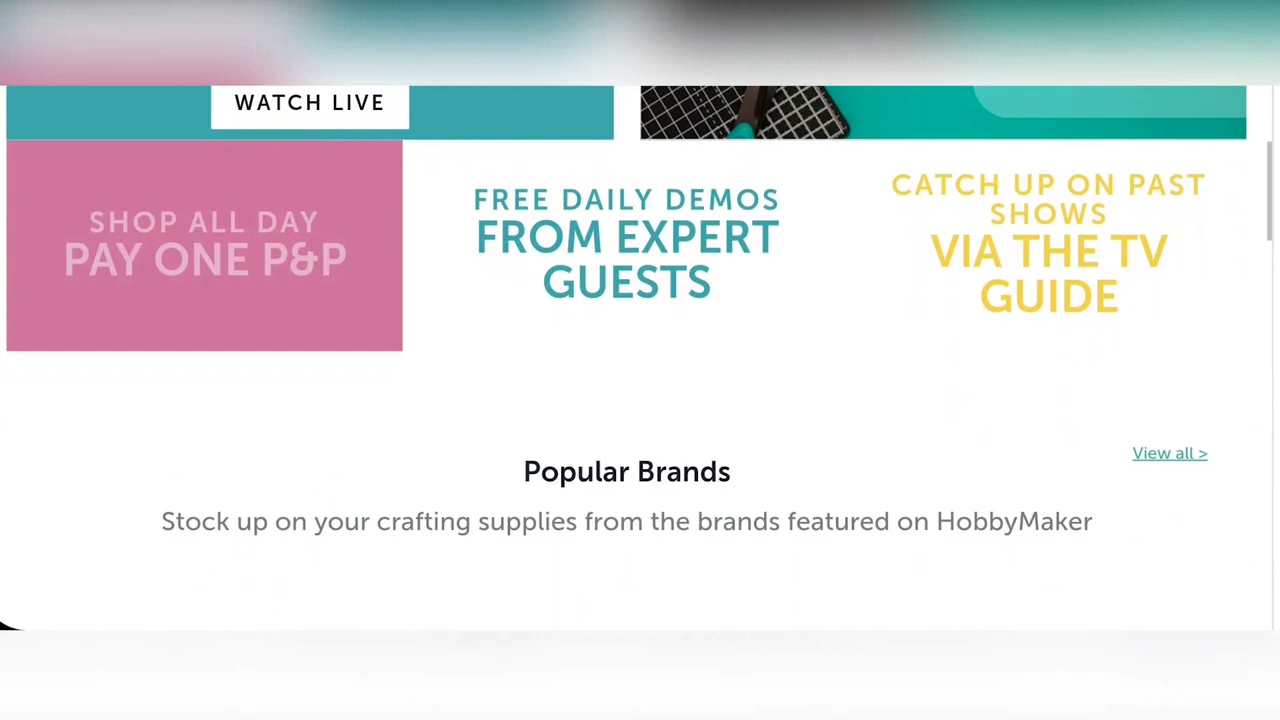 WATCH LIVE
SHOP ALL DAY
PAY ONE P&P
FREE DAILY DEMOS
FROM EXPERT
GUESTS
CATCH UP ON PAST
SHOWS
VIA THE TV
GUIDE
View all >
Popular Brands
Stock up on your crafting supplies from the brands featured on HobbyMaker